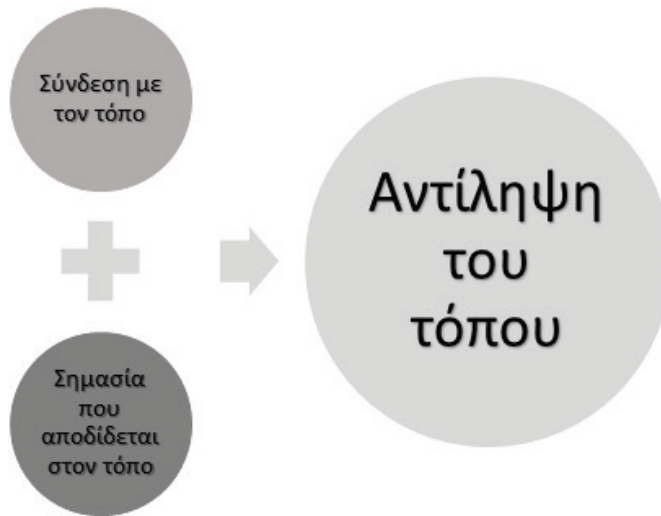 Σύνδεση με
τον τόπο
Σημασία
που
αποδίδεται
στον τόπο
Αντίληψη
του
τόπου